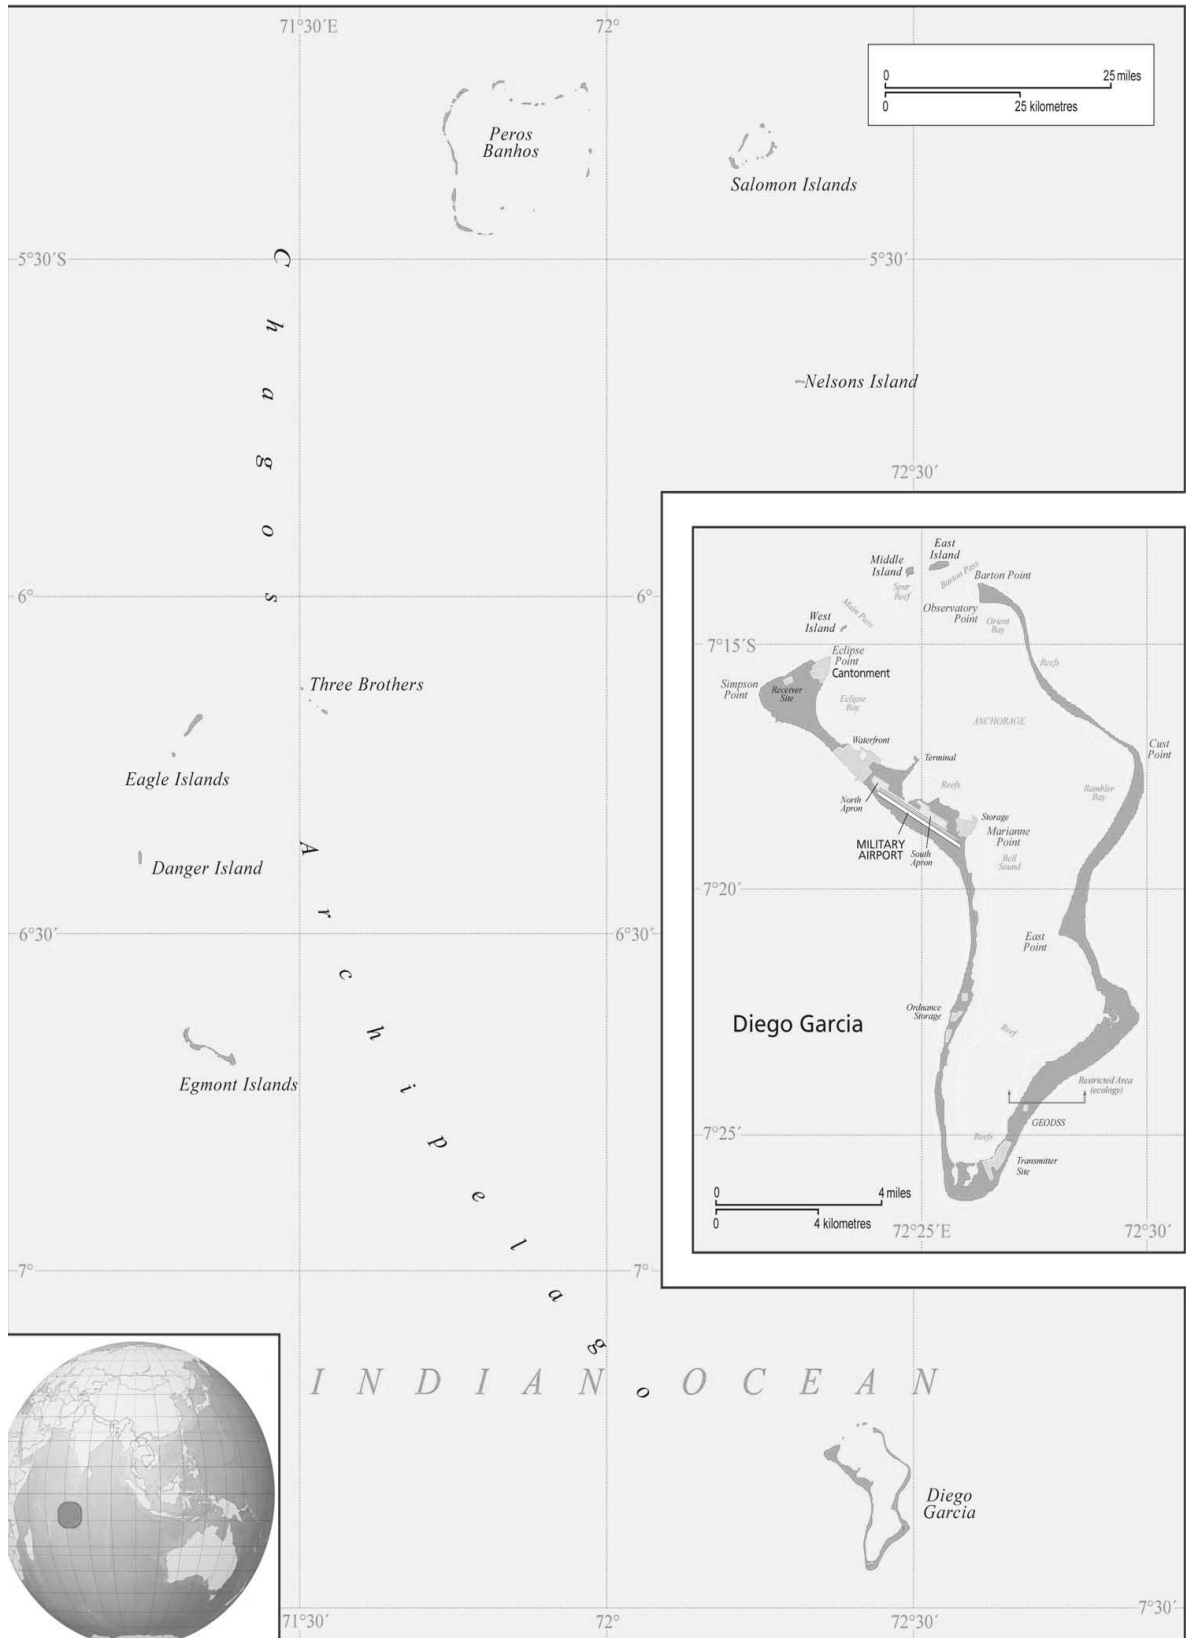 71°30′E
72°
0 25 miles
0 25 kilometres
Peros
Banhos
Salomon Islands
5°30′S
5°30′
Chagos
Nelsons Island
72°30′
6°
6°
Three Brothers
Eagle Islands
Danger Island
Archipelago
6°30′
6°30′
Egmont Islands
7°
7°
East
Island
Middle
Island
Barton Pass
Barton Point
Spur
Reef
Main Pass
Observatory
Point
Orient
Bay
West
Island
7°15′S
Eclipse
Point
Cantonment
Reefs
Simpson
Point
Receiver
Site
Eclipse
Bay
ANCHORAGE
Waterfront
Cust
Point
Terminal
Reefs
Rambler
Bay
North
Apron
Storage
Marianne
Point
MILITARY
AIRPORT
South
Apron
Bell
Sound
7°20′
East
Point
Ordnance
Storage
Diego Garcia
Reef
Restricted Area
(ecology)
GEODSS
7°25′
Reefs
Transmitter
Site
0 4 miles
0 4 kilometres
72°25′E
72°30′
INDIAN OCEAN
Diego
Garcia
71°30′
72°
72°30′
7°30′